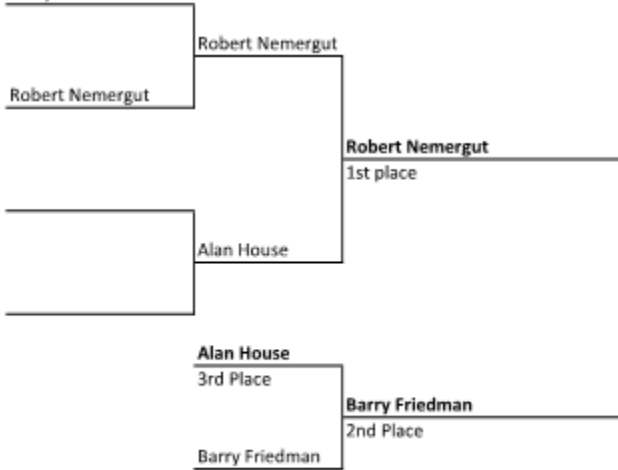 Robert Nemergut
Robert Nemergut
Robert Nemergut
1st place
Alan House
Alan House
3rd Place
Barry Friedman
2nd Place
Barry Friedman